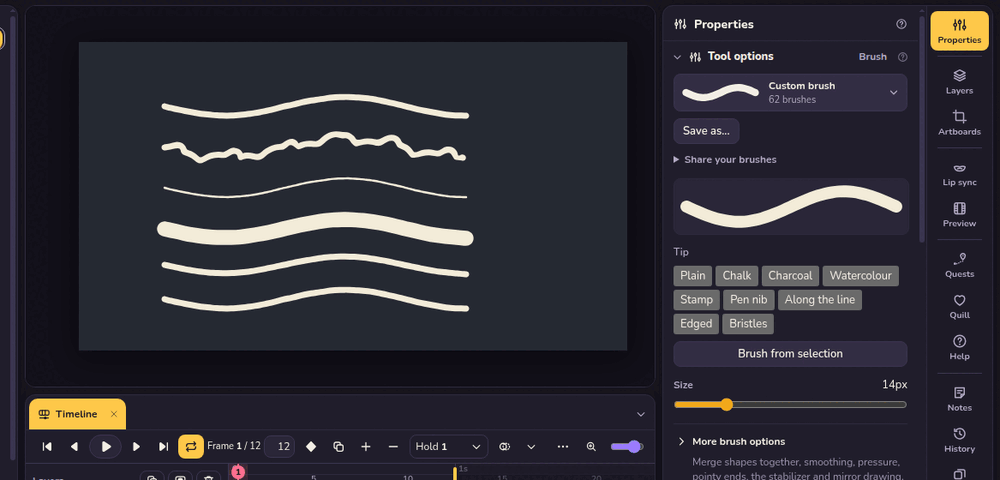 Properties
Tool options
Brush
Custom brush
62 brushes
Save as...
Share your brushes
Tip
Plain
Chalk
Charcoal
Watercolour
Stamp
Pen nib
Along the line
Edged
Bristles
Brush from selection
Size
14px
More brush options
Merge shapes together, smoothing, pressure,
pointy ends, the stabilizer and mirror drawing.
Properties
Layers
Artboards
Lip sync
Preview
Quests
Quill
Help
Notes
History
Timeline
Frame 1 / 12
12
Hold 1
Layers
1
5
10
1s
15
20